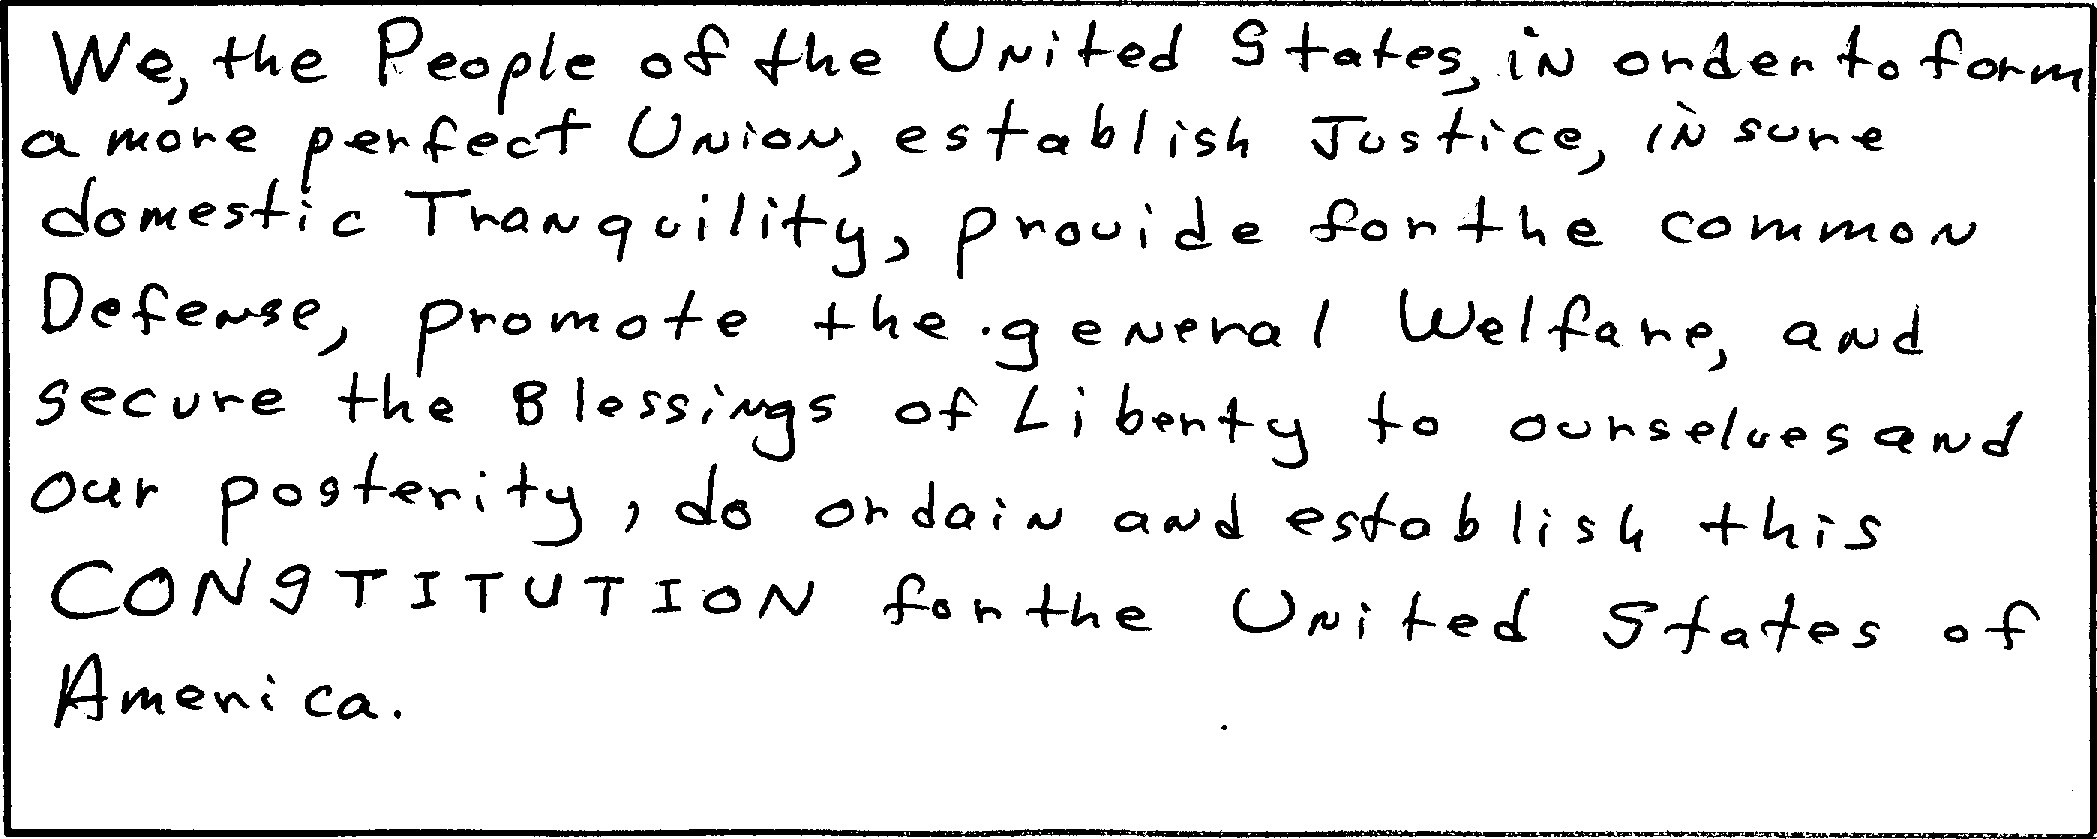 We, the People of the United States, in order to form
a more perfect Union, establish Justice, insure
domestic Tranquility, provide for the common
Defense, promote the general Welfare, and
secure the Blessings of Liberty to ourselves and
our posterity, do ordain and establish this
CONSTITUTION for the United States of
America.